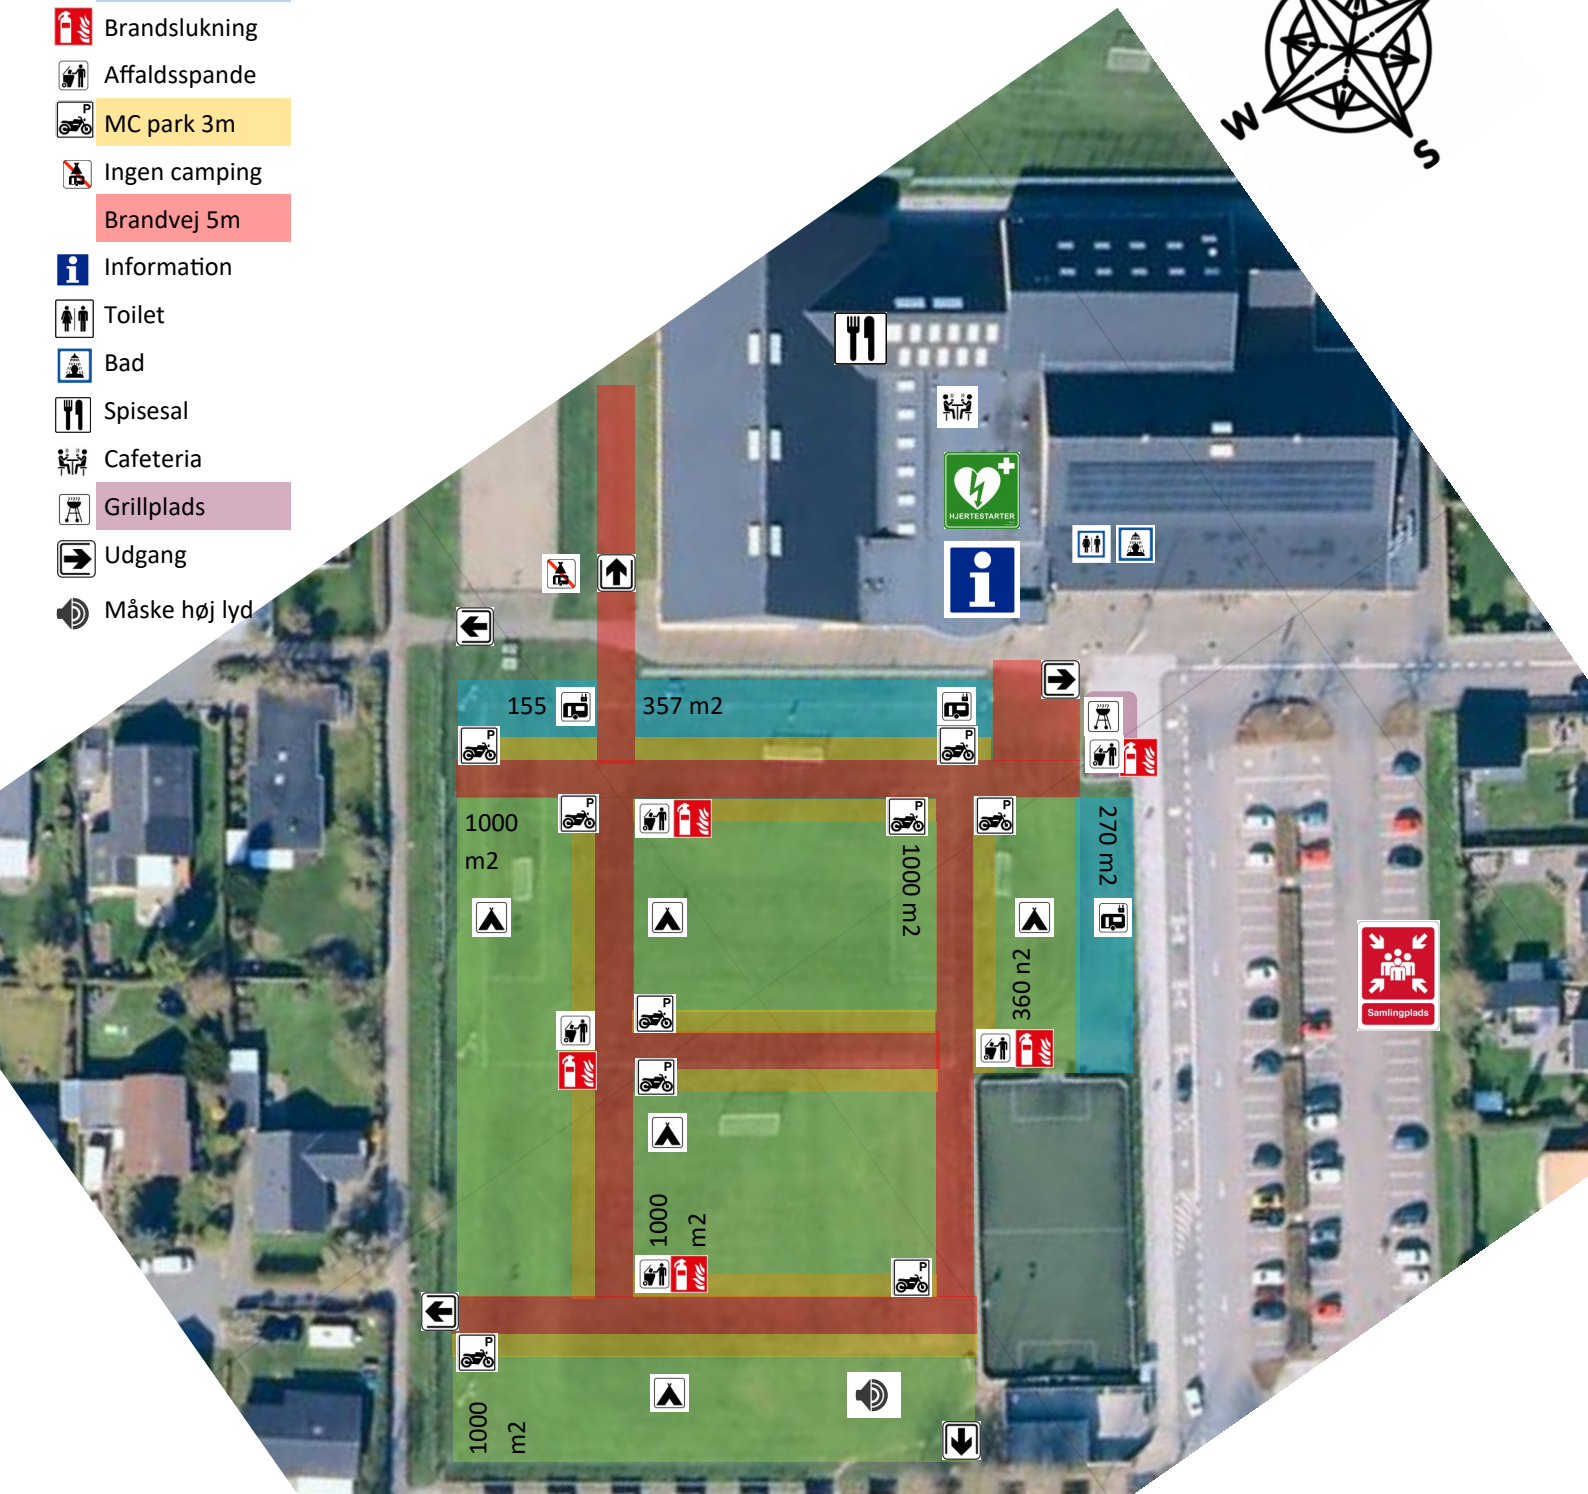 Brandslukning
Affaldsspande
P
MC park 3m
Ingen camping
Brandvej 5m
Information
Toilet
Bad
Spisesal
Cafeteria
Grillplads
Udgang
Måske høj lyd
W
S
HJERTESTARTER
155
357 m2
P
P
P
P
P
1000
m2
1000 m2
270 m2
360 n2
Samlingplads
P
P
1000
m2
P
P
1000
m2